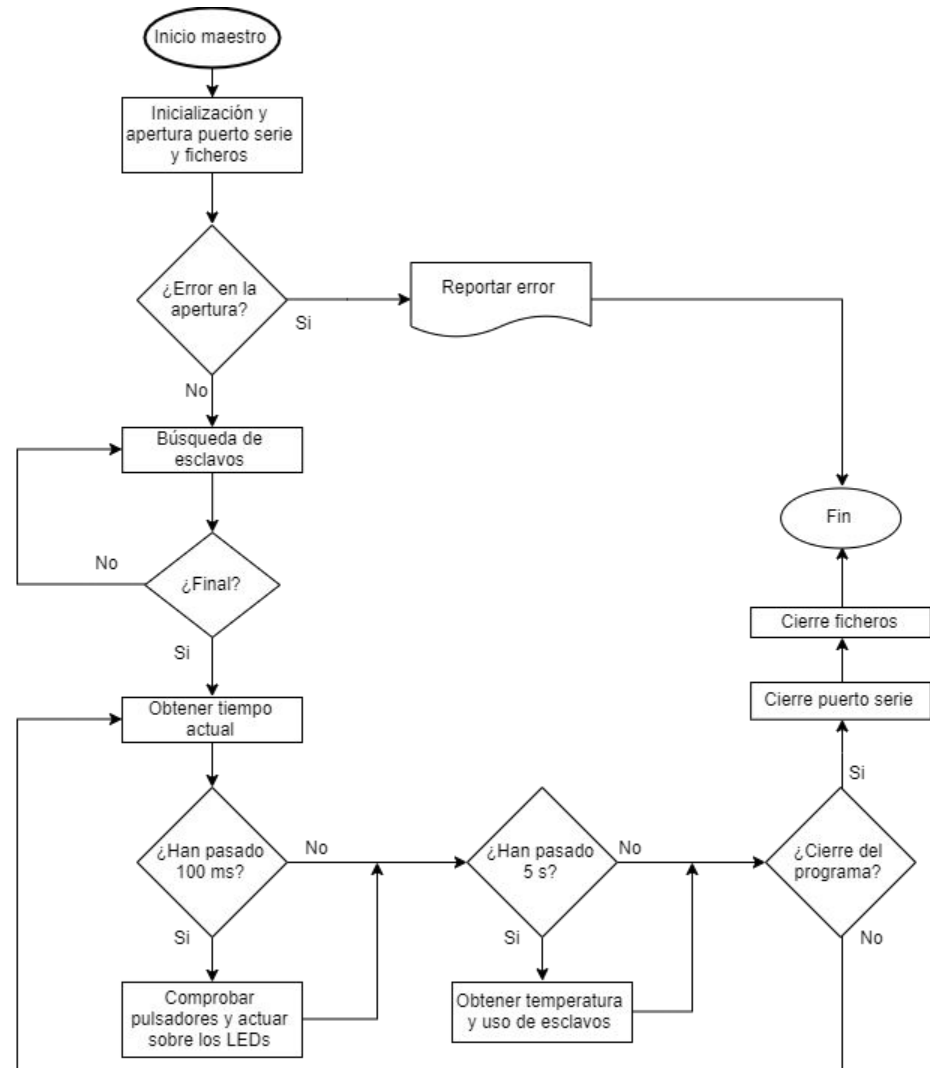 Inicio maestro
Inicialización y
apertura puerto serie
y ficheros
¿Error en la
apertura?
Si
Reportar error
No
Búsqueda de
esclavos
No
¿Final?
Si
Fin
Cierre ficheros
Cierre puerto serie
Obtener tiempo
actual
Si
¿Han pasado
100 ms?
No
¿Han pasado
5 s?
No
¿Cierre del
programa?
Si
Si
No
Comprobar
pulsadores y actuar
sobre los LEDs
Obtener temperatura
y uso de esclavos